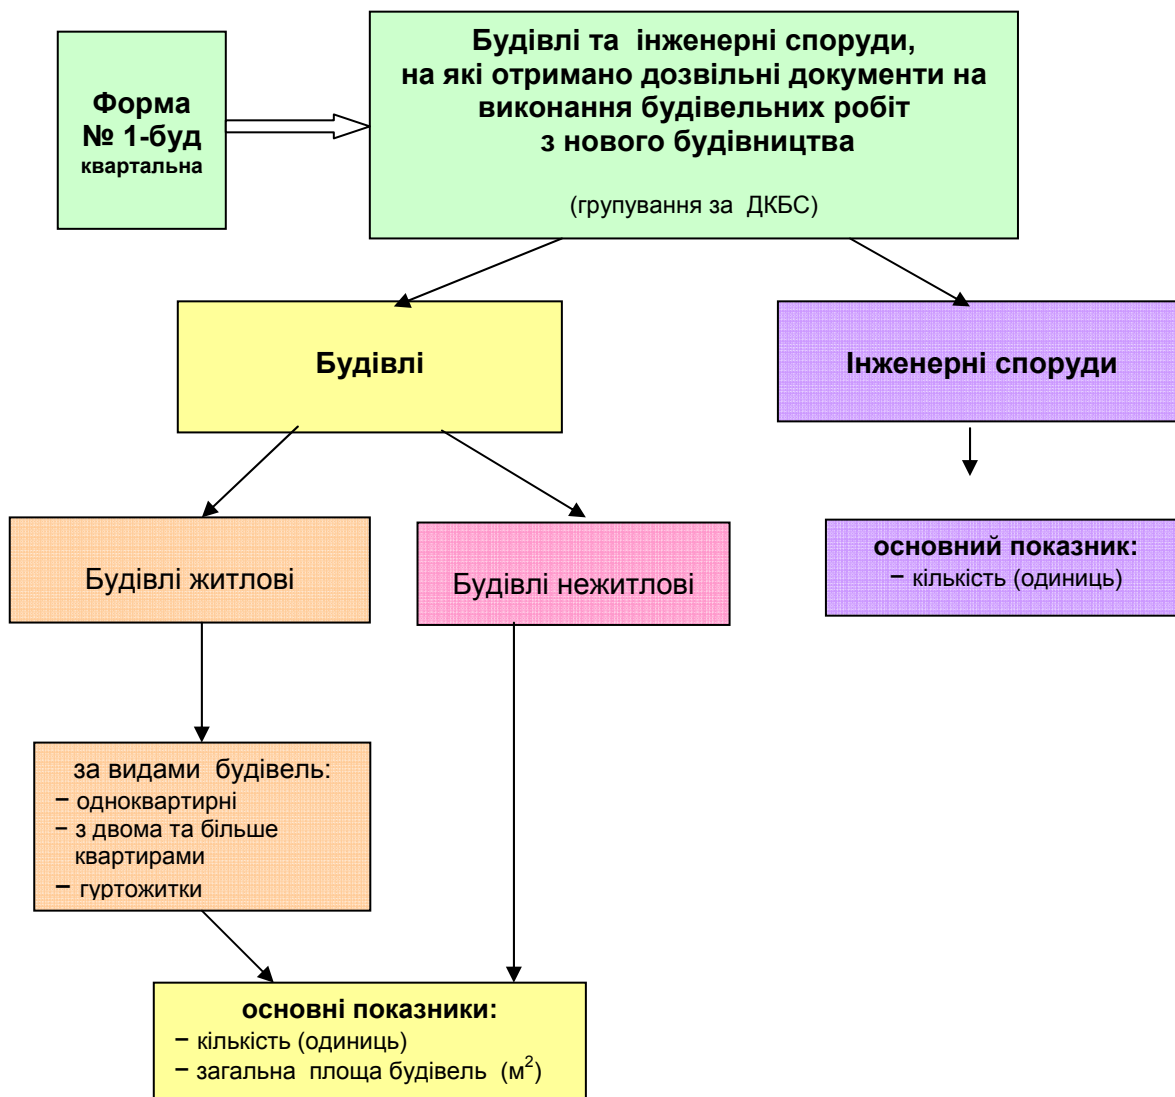 Форма
№ 1-буд
квартальна
Будівлі та інженерні споруди,
на які отримано дозвільні документи на
виконання будівельних робіт
з нового будівництва
(групування за ДКБС)
Будівлі
Інженерні споруди
Будівлі житлові
Будівлі нежитлові
основний показник:
− кількість (одиниць)
за видами будівель:
− одноквартирні
− з двома та більше
квартирами
− гуртожитки
основні показники:
− кількість (одиниць)
− загальна площа будівель (м²)